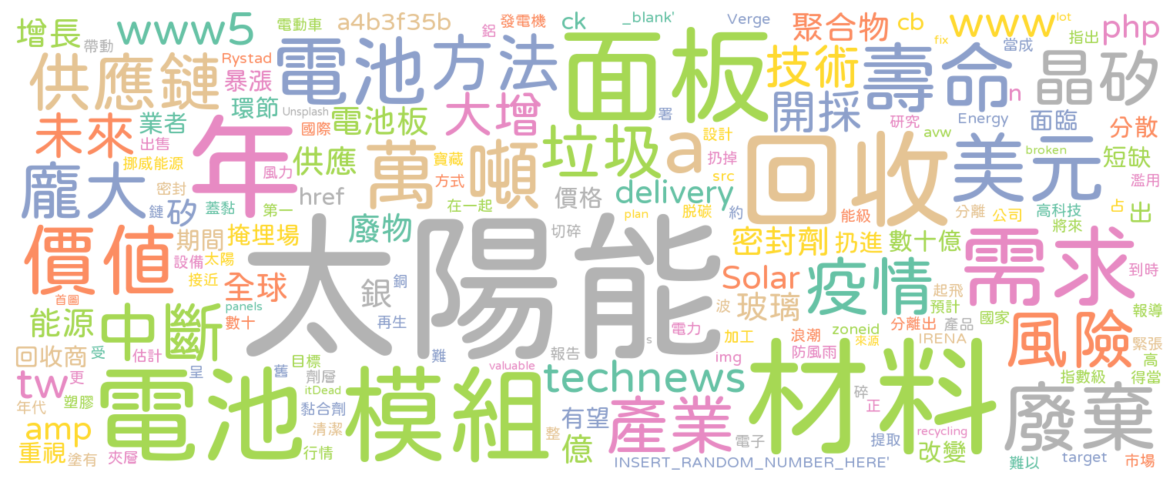 增長 www5 電動車 a4b3f35b 發電機 ck _blank' Verge 聚合物 cb www lot php
帶動 鋁 fix 當成 指出
供應鏈 Rystad 暴漲 電池 方法 面板 技術 壽命 晶矽
環節 Unsplash 大增 開採 n 面臨
未來 業者 國際 電池板 署 設計 研究 avw Energy 分散
出售 年 供應 萬噸 寶藏 垃圾 a 扔掉 回收 美元 broken 短缺
挪威能源 風力 方式 src 濫用
龐大 密封 href 在一起 價格 delivery 能級 分離 公司 高科技 占 出
鏈 矽 蓋黏 第一 plan 脫碳 約 將來
價值 期間 掩埋場 廢物 切碎 密封劑 扔進 數十億 需求
設備 太陽 太陽能 Solar 疫情 到時
接近 全球 銀 銅 玻璃 起飛
首圖 panels 波 預計
能源 中斷 數十 再生 電力 加工 浪潮 zoneid 分離出 產品 國家 風險 報導
s 防風雨 來源 IRENA 緊張
回收商 受 估計 目標 難 報告 img 高
tw 更 呈 舊 劑層 itDead valuable technews 材料 指數級 得當
年代 塑膠 電池模組 黏合劑 碎 正
amp 清潔 有望 產業 recycling 廢棄
重視 塗有 夾層 行情 整 億 電子 提取 改變 target 市場
INSERT_RANDOM_NUMBER_HERE' 難以